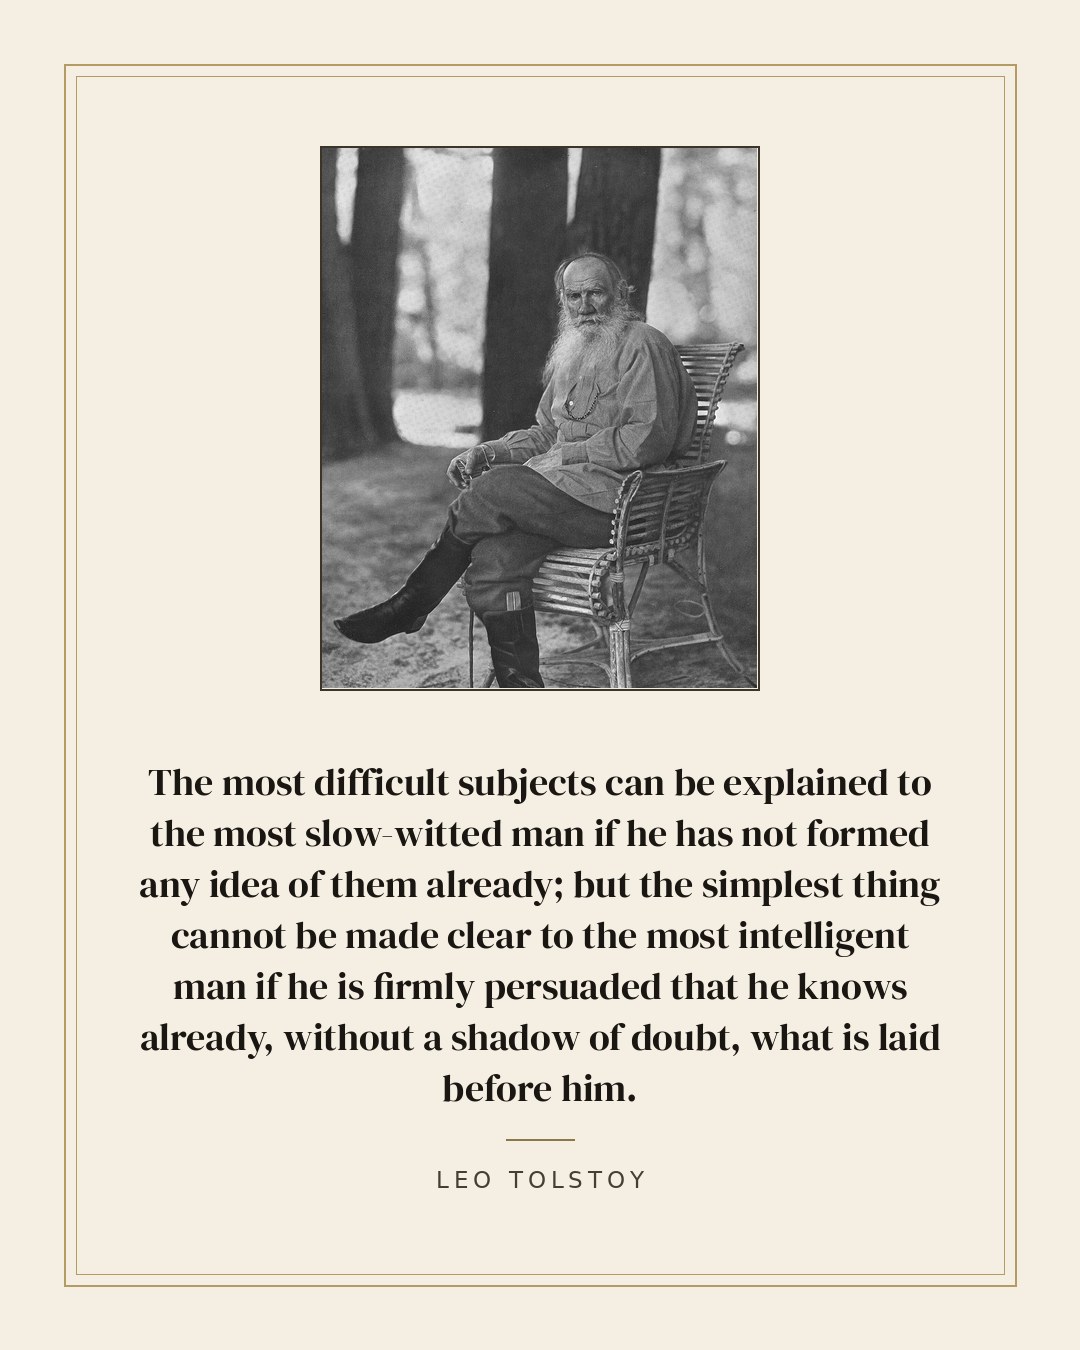 The most difficult subjects can be explained to
the most slow-witted man if he has not formed
any idea of them already; but the simplest thing
cannot be made clear to the most intelligent
man if he is firmly persuaded that he knows
already, without a shadow of doubt, what is laid
before him.
LEO TOLSTOY